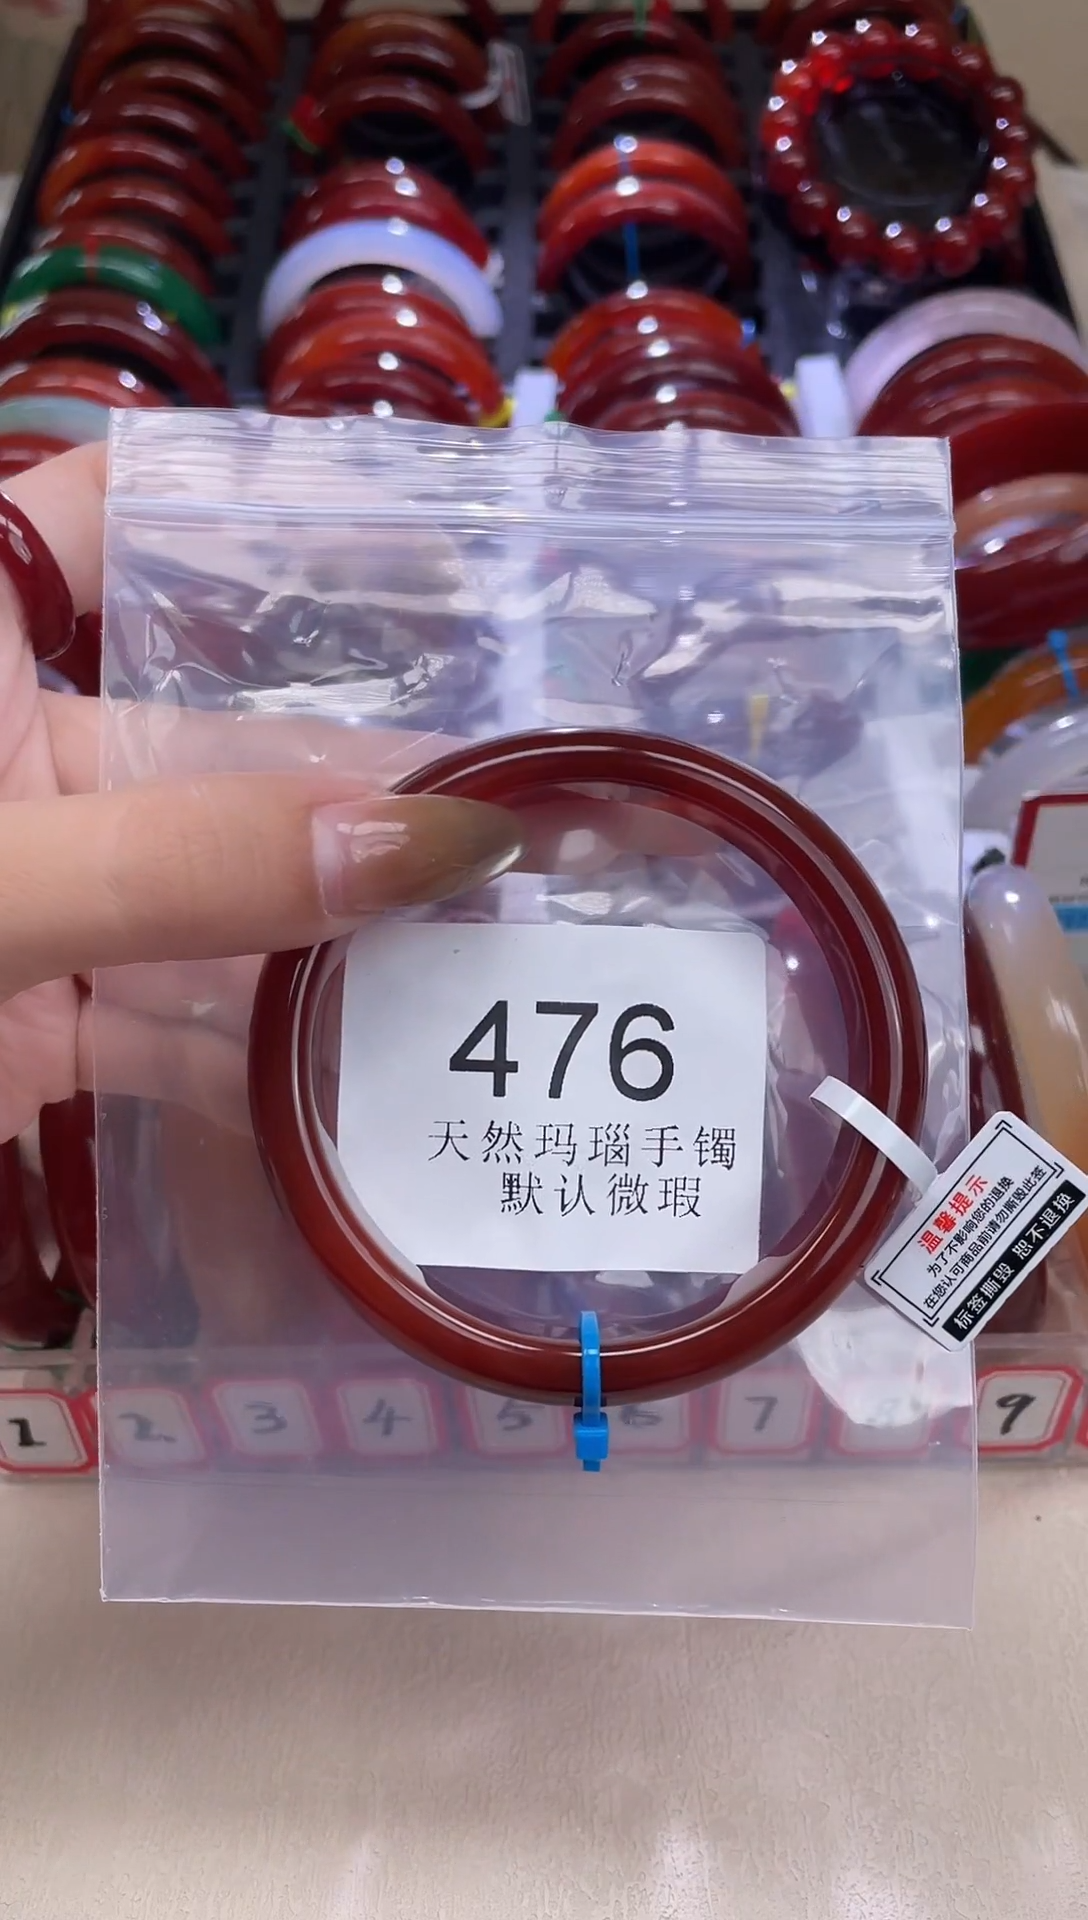 476
天然玛瑙手镯
默认微瑕
温馨提示
为了不影响您的退换
在您认可商品前请勿撕毁此签
标签撕毁 恕不退换
1
2
3
4
5
6
7
8
9